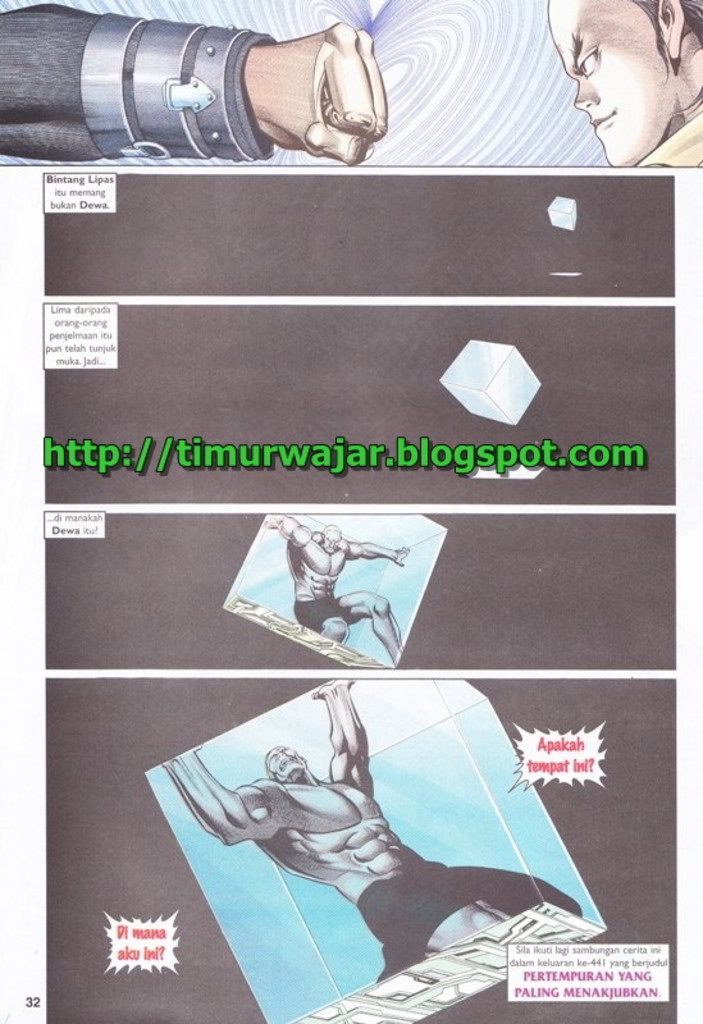 Bintang Lipas
itu memang
bukan Dewa.
Lima daripada
orang-orang
penjelmaan itu
pun telah tunjuk
muka. Jadi...
http://timurwajar.blogspot.com
...di manakah
Dewa itu!
Apakah
tempat ini?
Di mana
aku ini?
Sila ikuti lagi sambungan cerita ini
dalam keluaran ke-441 yang berjudul
PERTEMPURAN YANG
PALING MENAKJUBKAN.
32